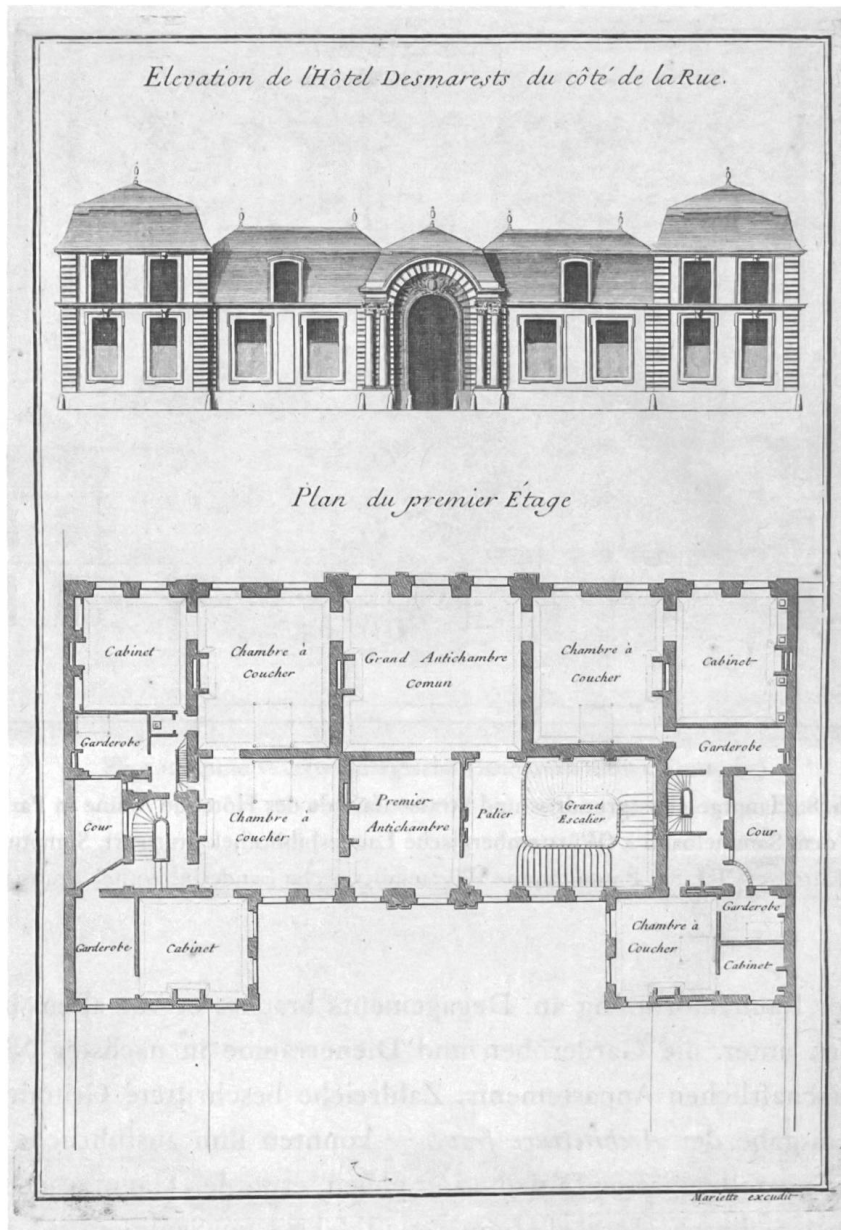 Elevation de l'Hôtel Desmarests du côté de la Rue.
Plan du premier Étage
Cabinet
Chambre à
Coucher
Grand Antichambre
Comun
Chambre à
Coucher
Cabinet
Garderobe
Garderobe
Cour
Chambre à
Coucher
Premier
Antichambre
Palier
Grand
Escalier
Cour
Garderobe
Cabinet
Chambre à
Coucher
Garderobe
Cabinet
Mariette excudit